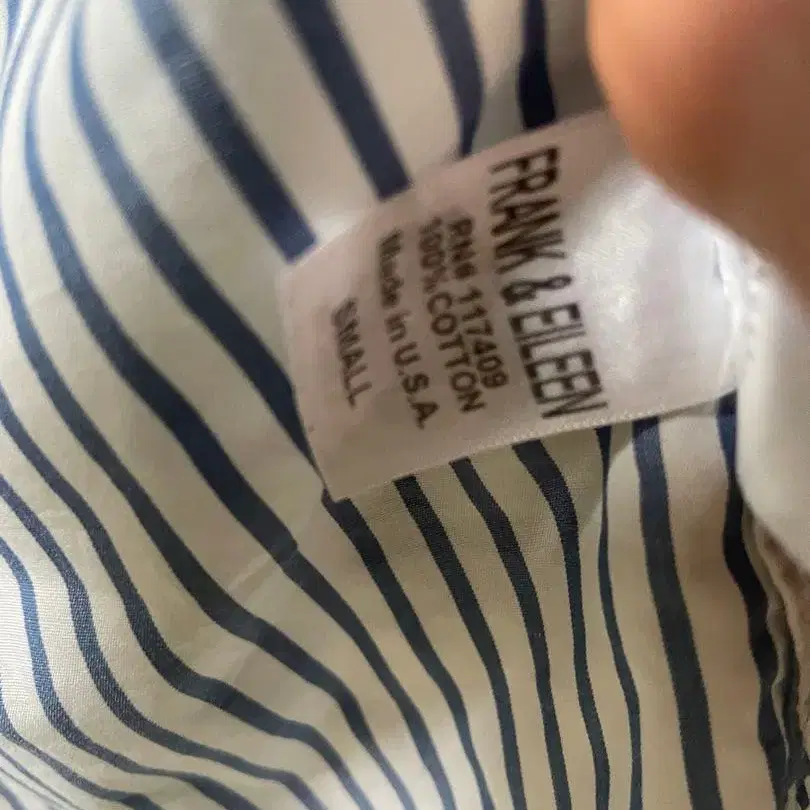 FRANK & EILEEN
RN# 117409
100% COTTON
Made in U.S.A.
SMALL